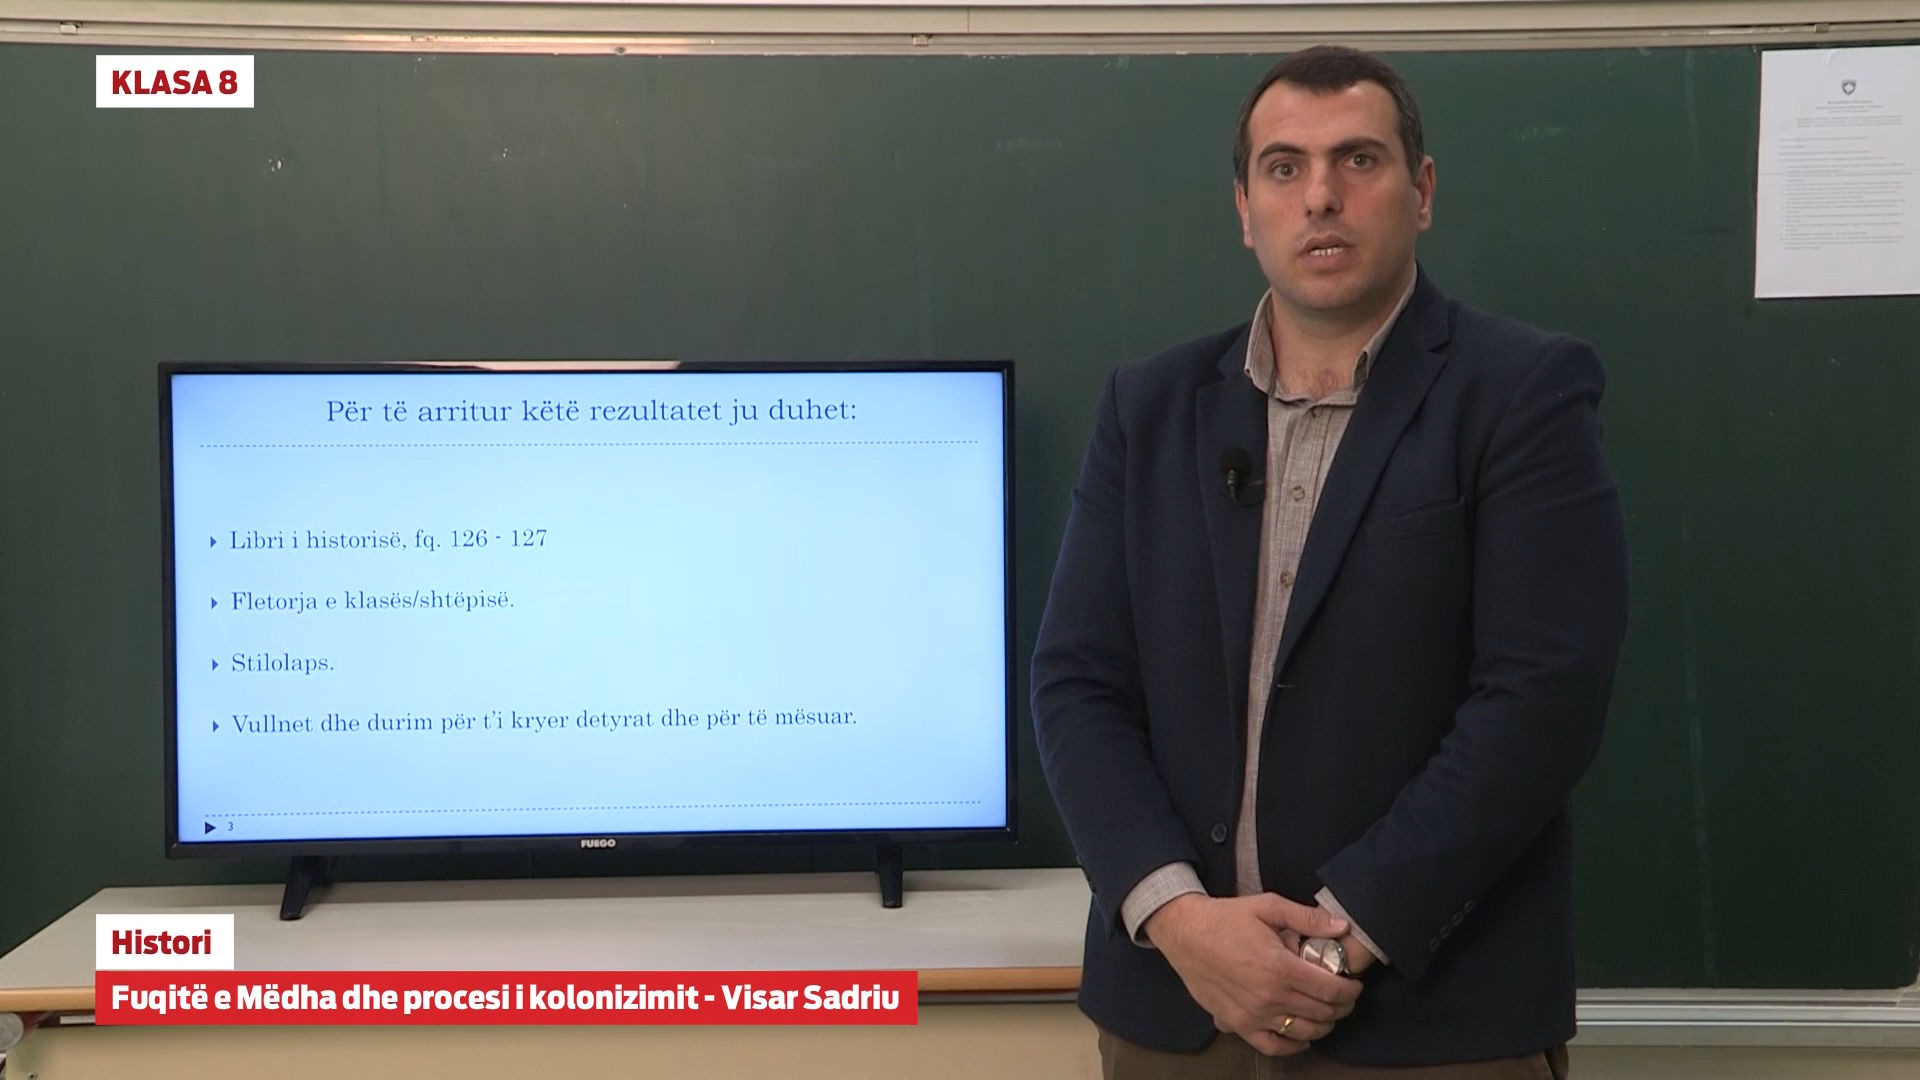 KLASA 8
Për të arritur këtë rezultatet ju duhet:
Libri i historisë, fq. 126 - 127
Fletorja e klasës/shtëpisë.
Stilolaps.
Vullnet dhe durim për t'i kryer detyrat dhe për të mësuar.
3
FUEGO
Histori
Fuqitë e Mëdha dhe procesi i kolonizimit - Visar Sadriu